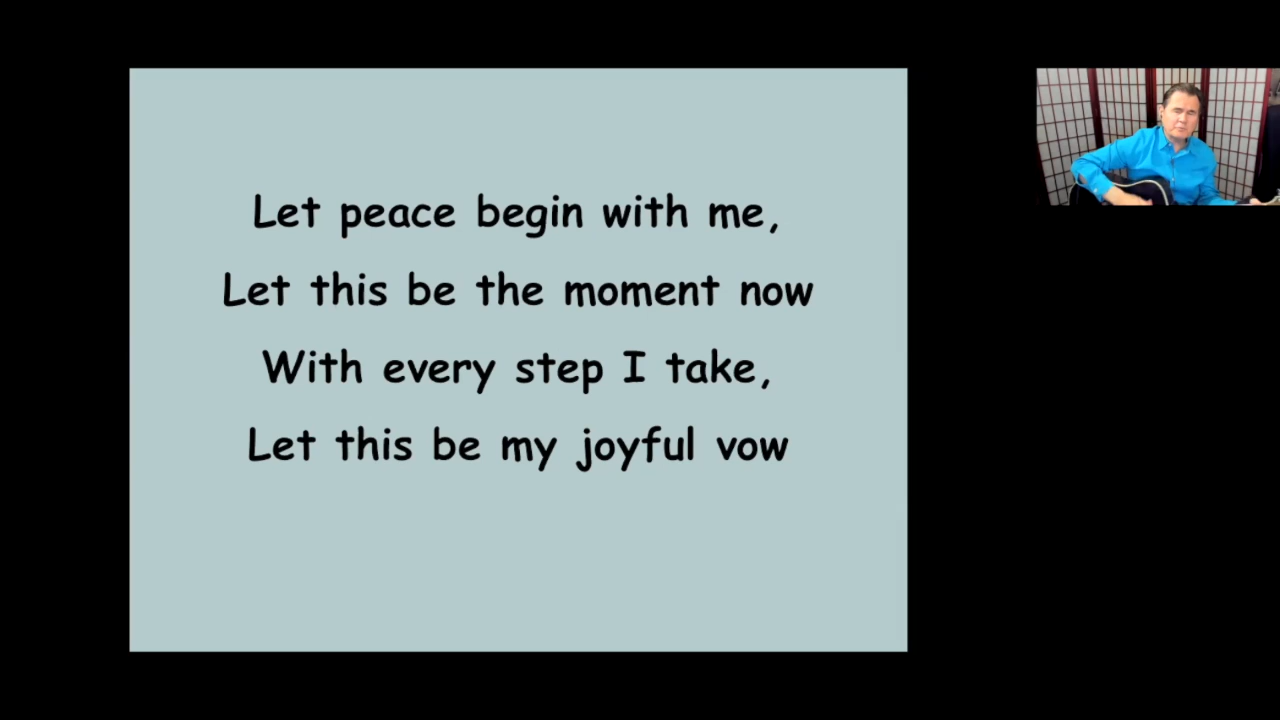 Let peace begin with me,
Let this be the moment now
With every step I take,
Let this be my joyful vow